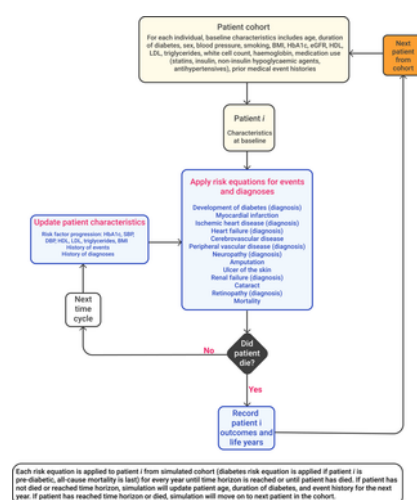 Patient cohort
For each individual, baseline characteristics includes age, duration
of diabetes, sex, blood pressure, smoking, BMI, HbA1c, eGFR, HDL,
LDL, triglycerides, white cell count, haemoglobin, medication use
(statins, insulin, non-insulin hypoglycaemic agents,
antihypertensives), prior medical event histories
Next
patient
from
cohort
Patient i
Characteristics
at baseline
Apply risk equations for events
and diagnoses
Development of diabetes (diagnosis)
Myocardial infarction
Ischemic heart disease (diagnosis)
Heart failure (diagnosis)
Cerebrovascular disease
Peripheral vascular disease (diagnosis)
Neuropathy (diagnosis)
Amputation
Ulcer of the skin
Renal failure (diagnosis)
Cataract
Retinopathy (diagnosis)
Mortality
Update patient characteristics
Risk factor progression: HbA1c, SBP,
DBP, HDL, LDL, triglycerides, BMI
History of events
History of diagnoses
Next
time
cycle
No
Did
patient
die?
Yes
Record
patient i
outcomes and
life years
Each risk equation is applied to patient i from simulated cohort (diabetes risk equation is applied if patient i is
pre-diabetic, all-cause mortality is last) for every year until time horizon is reached or until patient has died. If patient has
not died or reached time horizon, simulation will update patient age, duration of diabetes, and event history for the next
year. If patient has reached time horizon or died, simulation will move on to next patient in the cohort.